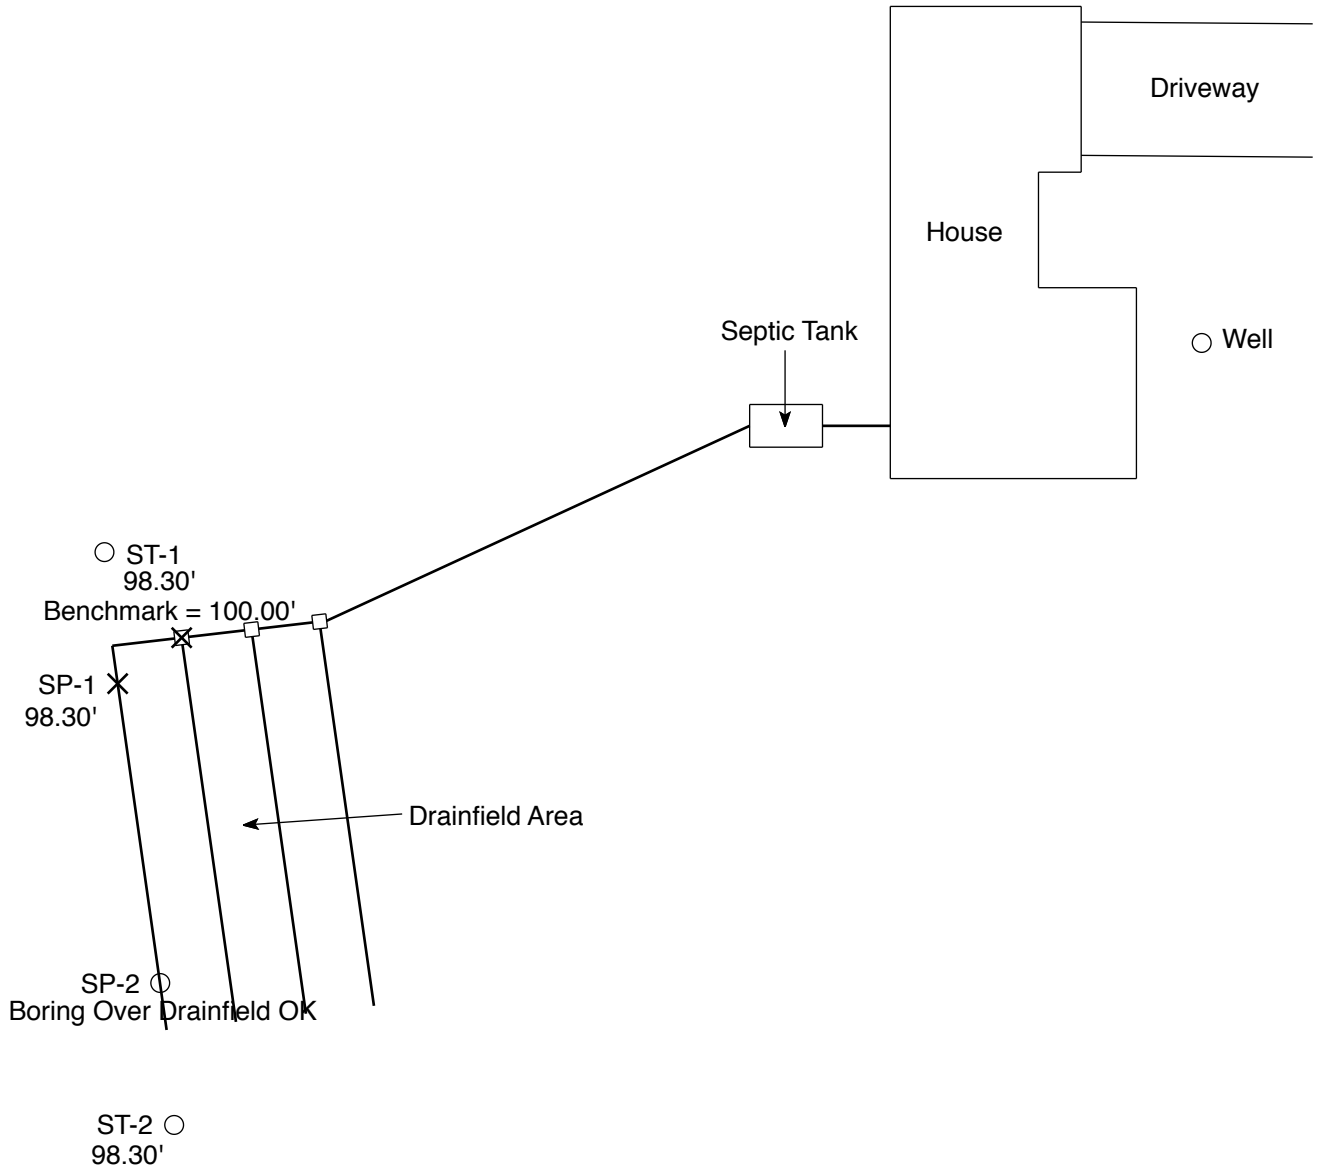 Driveway
House
Septic Tank
Well
ST-1
98.30'
Benchmark = 100.00'
SP-1
98.30'
Drainfield Area
SP-2
Boring Over Drainfield OK
ST-2
98.30'